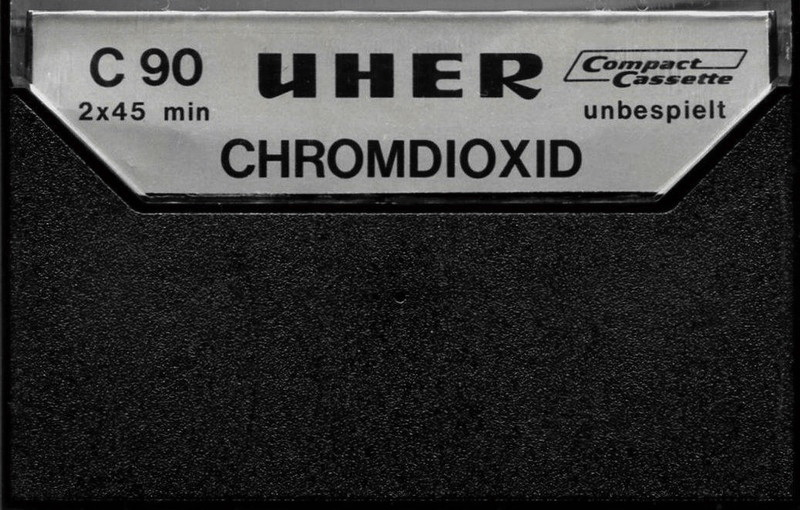 C 90 UHER Compact Cassette
2x45 min unbespielt
CHROMDIOXID